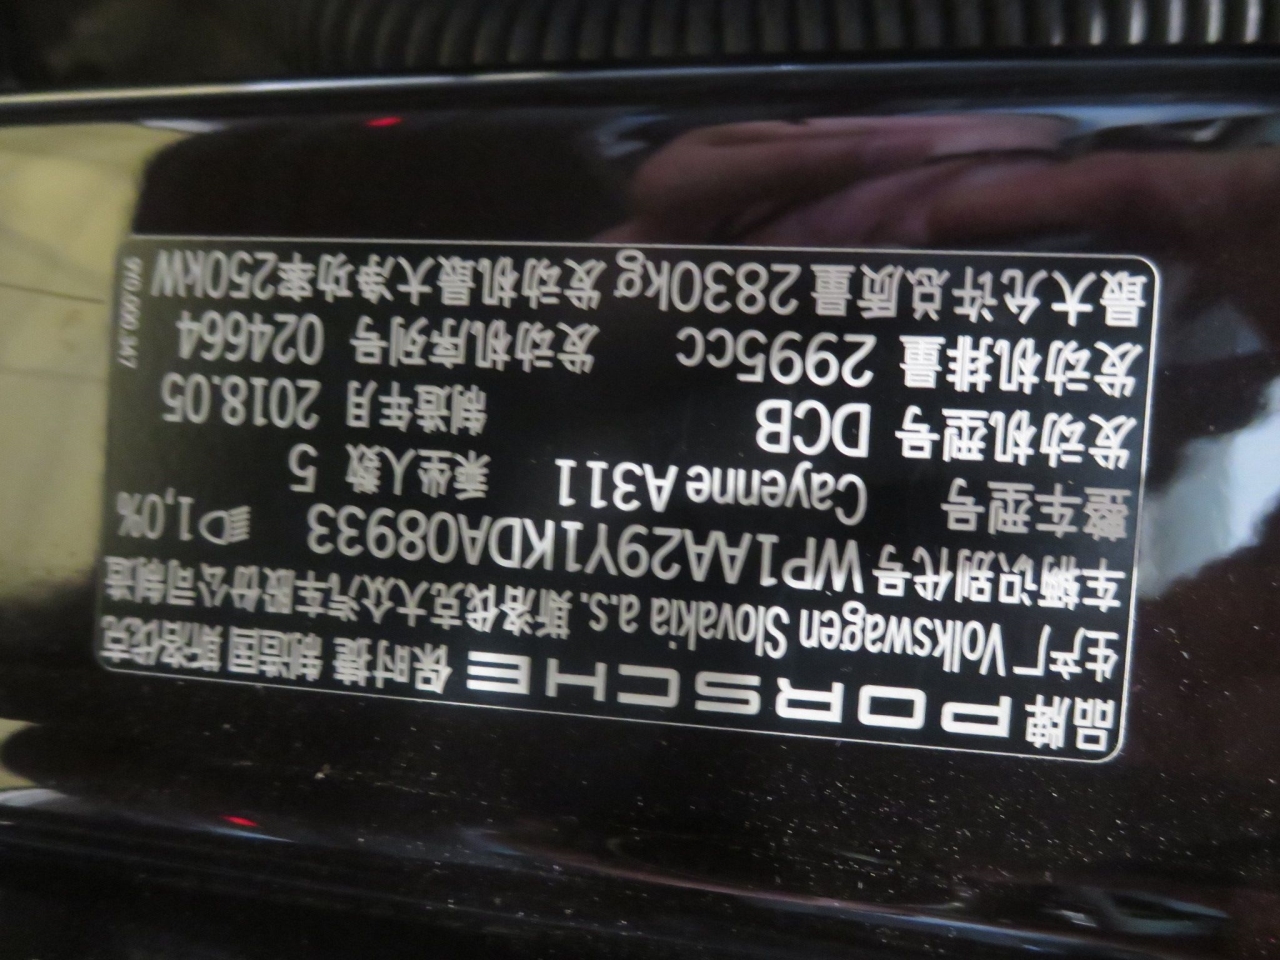 品牌 PORSCHE 保时捷 制造国 斯洛伐克
生产厂 Volkswagen Slovakia a.s. 斯洛伐克大众汽车股份公司制造
车辆识别代号 WP1AA29Y1KDA08933 1,0%
整车型号 Cayenne A311 乘坐人数 5
发动机型号 DCB 制造年月 2018.05
发动机排量 2995cc 发动机序列号 024664
最大允许总质量 2830kg 发动机最大净功率250kW